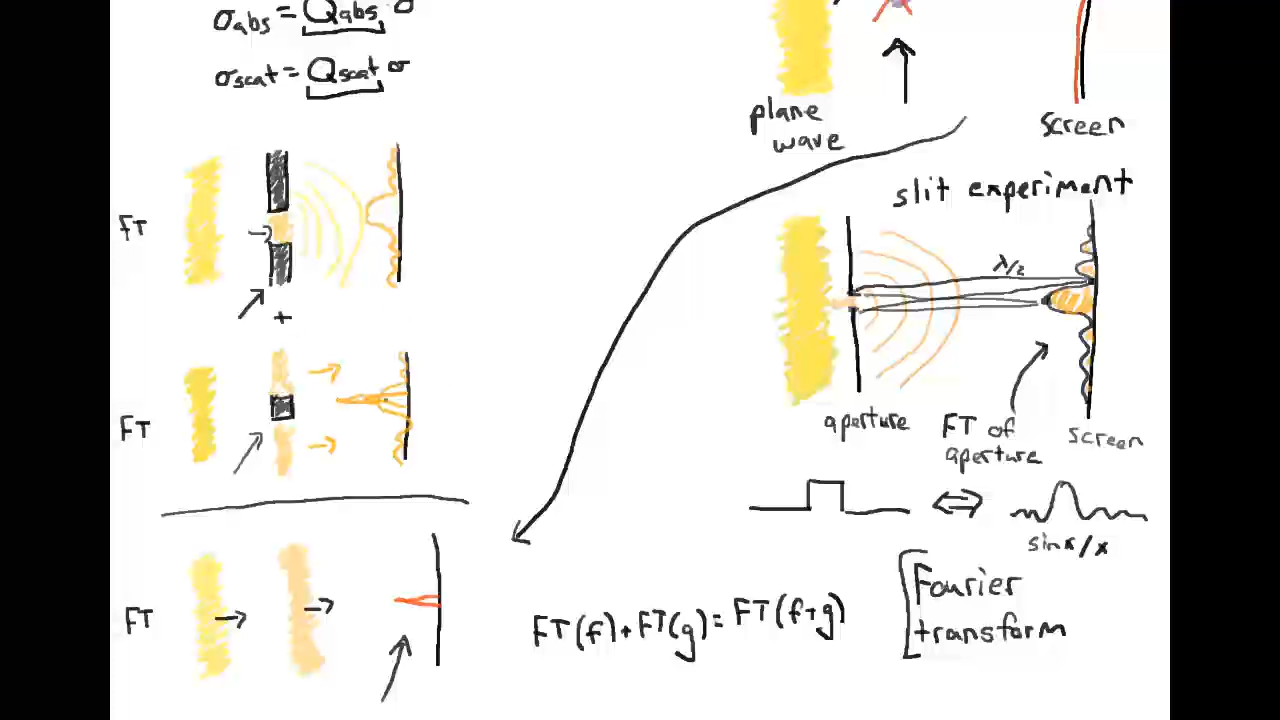 σabs = Qabs σ
σscat = Qscat σ
plane
wave
screen
slit experiment
FT
+
λ/2
FT
aperture
FT of
aperture
screen
sinx/x
FT
FT(f)+FT(g)=FT(f+g)
Fourier
transform